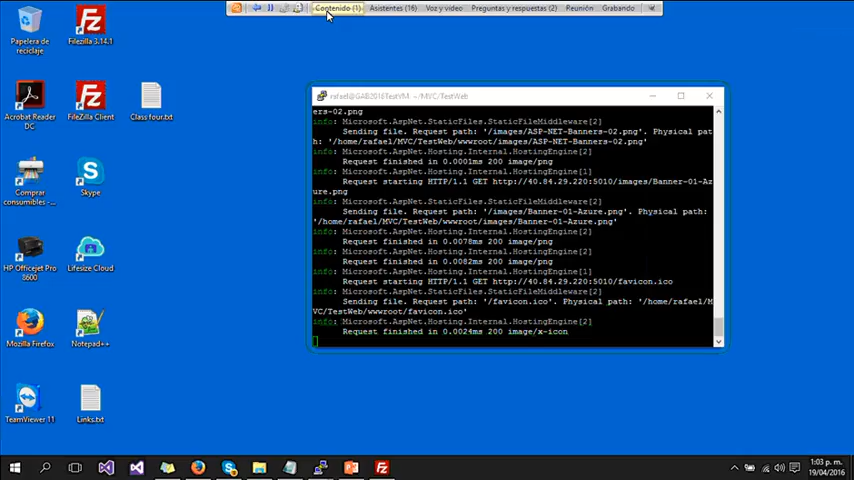 Contenido (1) Asistentes (16) Voz y video Preguntas y respuestas (2) Reunión Grabando
Papelera de
reciclaje
Filezilla 3.14.1
Acrobat Reader
DC
FileZilla Client
Class four.txt
Comprar
consumibles -...
Skype
HP Officejet Pro
8600
Lifesize Cloud
Mozilla Firefox
Notepad++
TeamViewer 11
Links.txt
rafael@GAB2016TestVM: ~/MVC/TestWeb
ers-02.png
info: Microsoft.AspNet.StaticFiles.StaticFileMiddleware[2]
Sending file. Request path: '/images/ASP-NET-Banners-02.png'. Physical pat
h: '/home/rafael/MVC/TestWeb/wwwroot/images/ASP-NET-Banners-02.png'
info: Microsoft.AspNet.Hosting.Internal.HostingEngine[2]
Request finished in 0.0001ms 200 image/png
info: Microsoft.AspNet.Hosting.Internal.HostingEngine[1]
Request starting HTTP/1.1 GET http://40.84.29.220:5010/images/Banner-01-Az
ure.png
info: Microsoft.AspNet.StaticFiles.StaticFileMiddleware[2]
Sending file. Request path: '/images/Banner-01-Azure.png'. Physical path:
'/home/rafael/MVC/TestWeb/wwwroot/images/Banner-01-Azure.png'
info: Microsoft.AspNet.Hosting.Internal.HostingEngine[2]
Request finished in 0.0078ms 200 image/png
info: Microsoft.AspNet.Hosting.Internal.HostingEngine[2]
Request finished in 0.0082ms 200 image/png
info: Microsoft.AspNet.Hosting.Internal.HostingEngine[1]
Request starting HTTP/1.1 GET http://40.84.29.220:5010/favicon.ico
info: Microsoft.AspNet.StaticFiles.StaticFileMiddleware[2]
Sending file. Request path: '/favicon.ico'. Physical path: '/home/rafael/M
VC/TestWeb/wwwroot/favicon.ico'
info: Microsoft.AspNet.Hosting.Internal.HostingEngine[2]
Request finished in 0.0024ms 200 image/x-icon
1:03 p. m.
19/04/2016